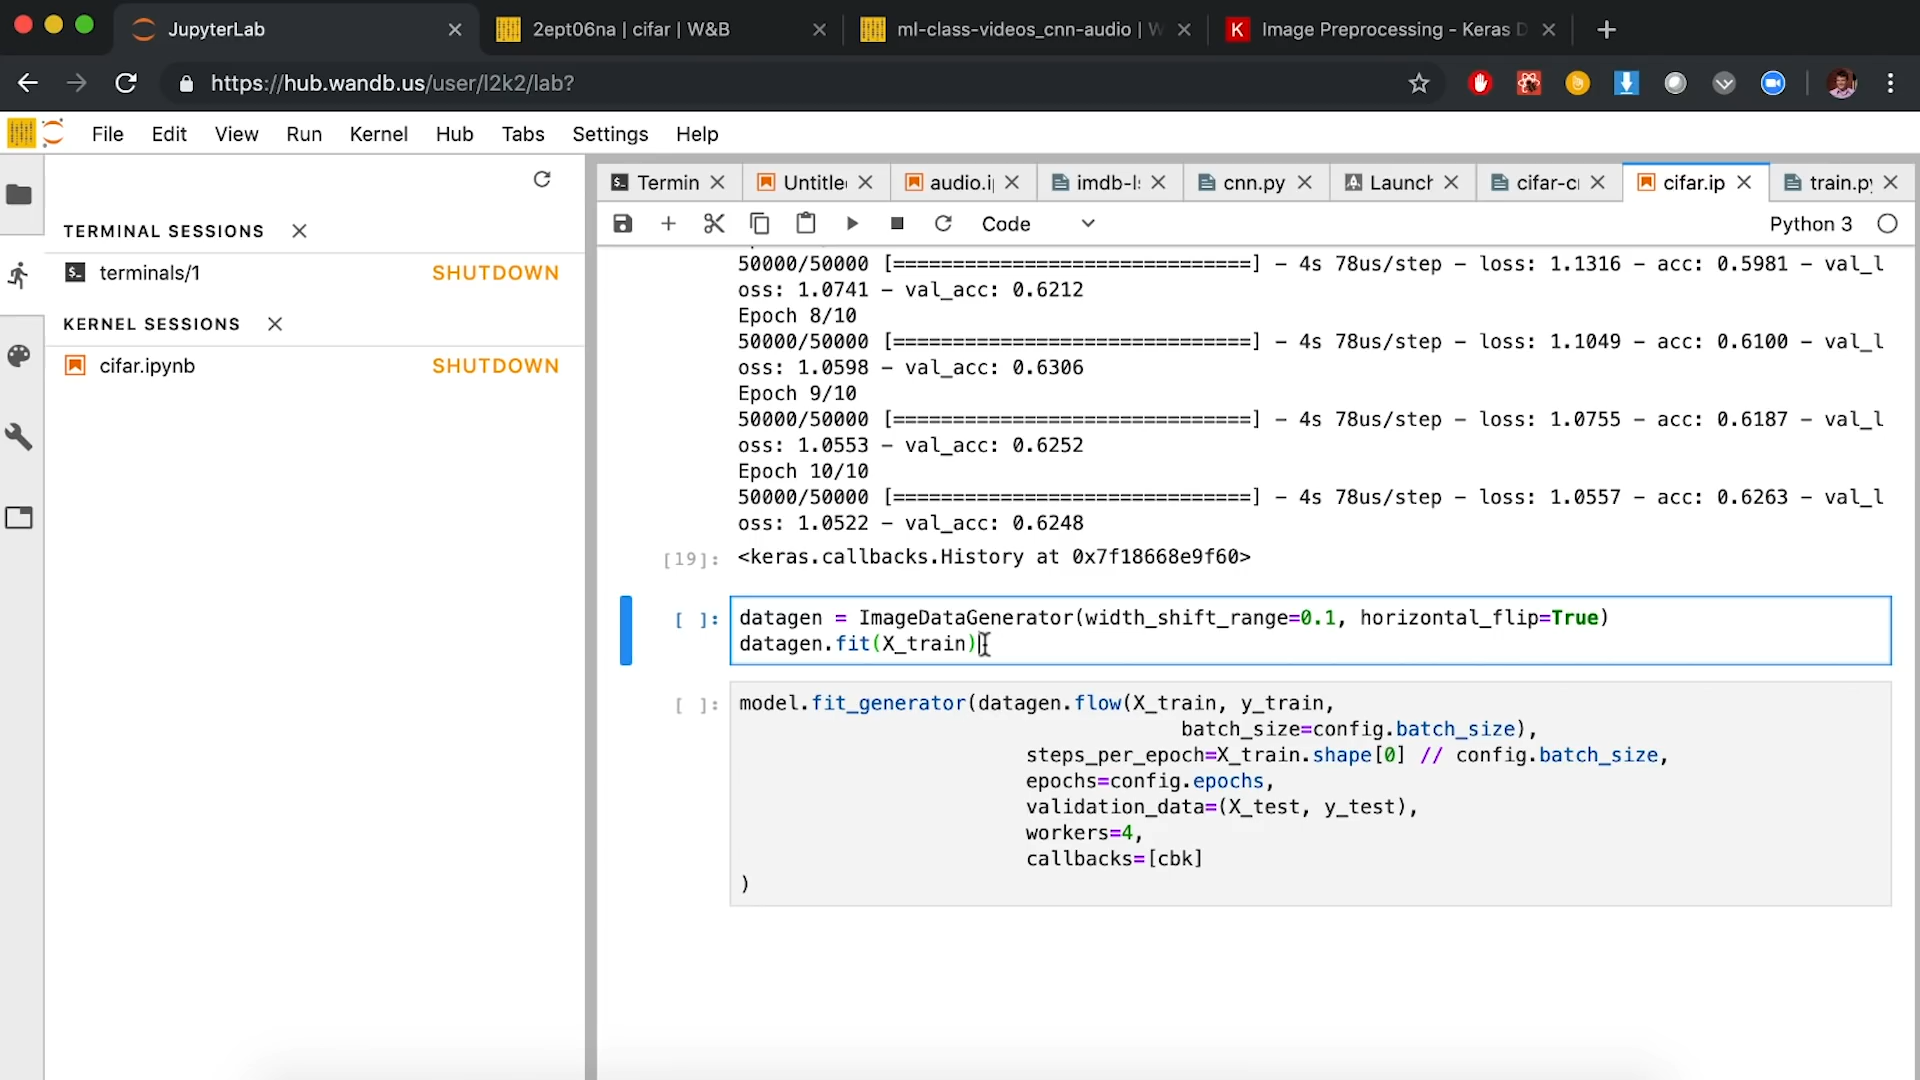 JupyterLab
2ept06na | cifar | W&B
ml-class-videos_cnn-audio | W
Image Preprocessing - Keras D
https://hub.wandb.us/user/l2k2/lab?
File Edit View Run Kernel Hub Tabs Settings Help
TERMINAL SESSIONS
terminals/1 SHUTDOWN
KERNEL SESSIONS
cifar.ipynb SHUTDOWN
Termin
Untitle
audio.i
imdb-l
cnn.py
Launch
cifar-c
cifar.ip
train.py
Code
Python 3
50000/50000 [==============================] - 4s 78us/step - loss: 1.1316 - acc: 0.5981 - val_l
oss: 1.0741 - val_acc: 0.6212
Epoch 8/10
50000/50000 [==============================] - 4s 78us/step - loss: 1.1049 - acc: 0.6100 - val_l
oss: 1.0598 - val_acc: 0.6306
Epoch 9/10
50000/50000 [==============================] - 4s 78us/step - loss: 1.0755 - acc: 0.6187 - val_l
oss: 1.0553 - val_acc: 0.6252
Epoch 10/10
50000/50000 [==============================] - 4s 78us/step - loss: 1.0557 - acc: 0.6263 - val_l
oss: 1.0522 - val_acc: 0.6248
[19]: <keras.callbacks.History at 0x7f18668e9f60>
[ ]: datagen = ImageDataGenerator(width_shift_range=0.1, horizontal_flip=True)
datagen.fit(X_train)
[ ]: model.fit_generator(datagen.flow(X_train, y_train,
batch_size=config.batch_size),
steps_per_epoch=X_train.shape[0] // config.batch_size,
epochs=config.epochs,
validation_data=(X_test, y_test),
workers=4,
callbacks=[cbk]
)